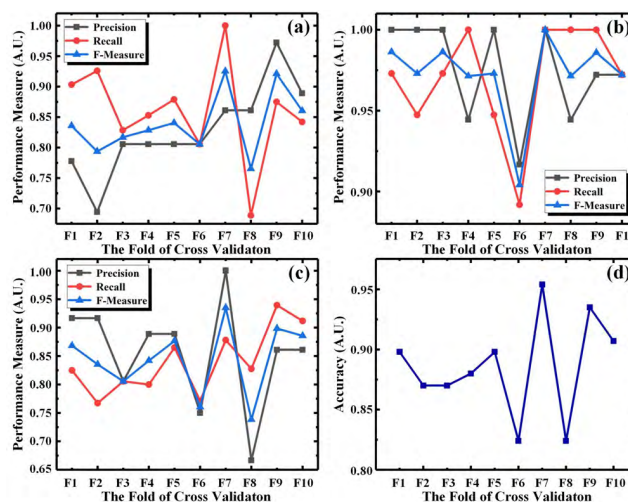 (a)
Precision
Recall
F-Measure
Performance Measure (A.U.)
1.00
0.95
0.90
0.85
0.80
0.75
0.70
F1 F2 F3 F4 F5 F6 F7 F8 F9 F10
The Fold of Cross Validaton
(b)
Performance Measure (A.U.)
1.00
0.95
0.90
Precision
Recall
F-Measure
F1 F2 F3 F4 F5 F6 F7 F8 F9 F1
The Fold of Cross Validaton
(c)
Precision
Recall
F-Measure
Performance Measure (A.U.)
1.00
0.95
0.90
0.85
0.80
0.75
0.70
0.65
F1 F2 F3 F4 F5 F6 F7 F8 F9 F10
The Fold of Cross Validaton
(d)
Accuracy (A.U.)
0.95
0.90
0.85
0.80
F1 F2 F3 F4 F5 F6 F7 F8 F9 F10
The Fold of Cross Validaton